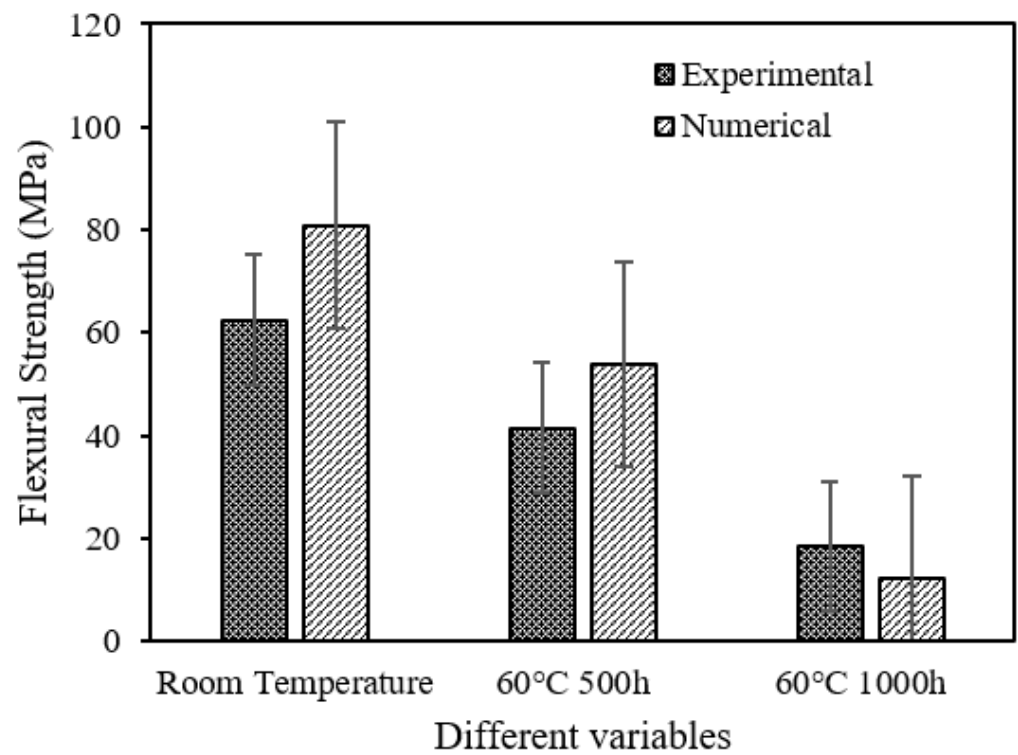 120
100
80
60
40
20
0
Flexural Strength (MPa)
Experimental
Numerical
Room Temperature
60°C 500h
60°C 1000h
Different variables